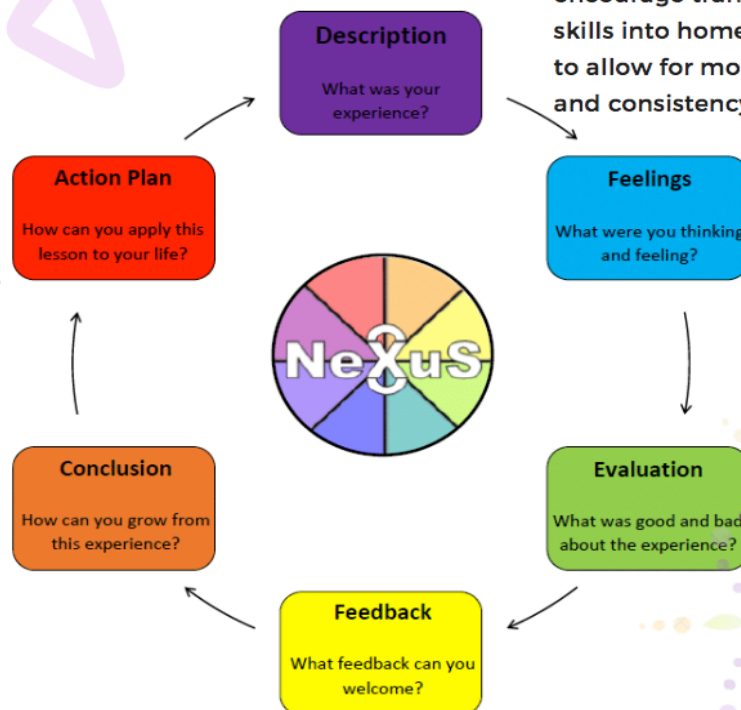 skills into home
to allow for mo
and consistency
Description
What was your
experience?
Feelings
What were you thinking
and feeling?
Evaluation
What was good and bad
about the experience?
Feedback
What feedback can you
welcome?
Conclusion
How can you grow from
this experience?
Action Plan
How can you apply this
lesson to your life?
NeXuS